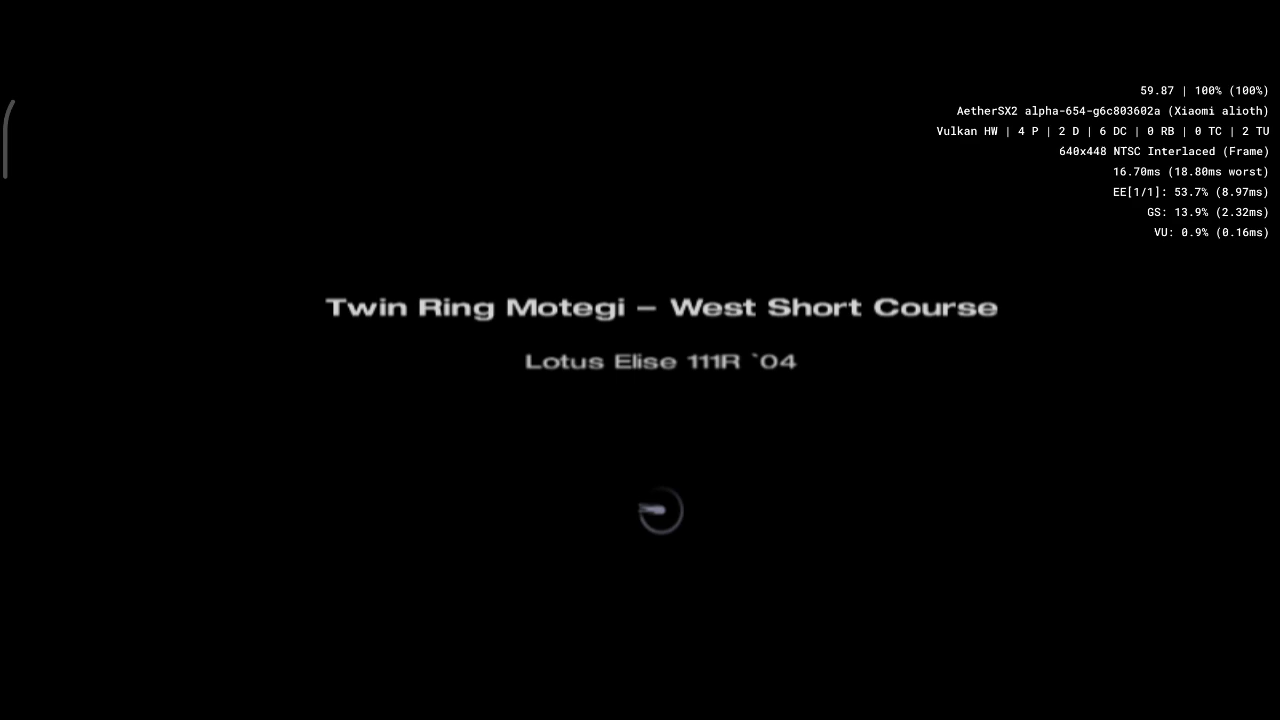 59.87 | 100% (100%)
AetherSX2 alpha-654-g6c803602a (Xiaomi alioth)
Vulkan HW | 4 P | 2 D | 6 DC | 0 RB | 0 TC | 2 TU
640x448 NTSC Interlaced (Frame)
16.70ms (18.80ms worst)
EE[1/1]: 53.7% (8.97ms)
GS: 13.9% (2.32ms)
VU: 0.9% (0.16ms)
Twin Ring Motegi – West Short Course
Lotus Elise 111R `04